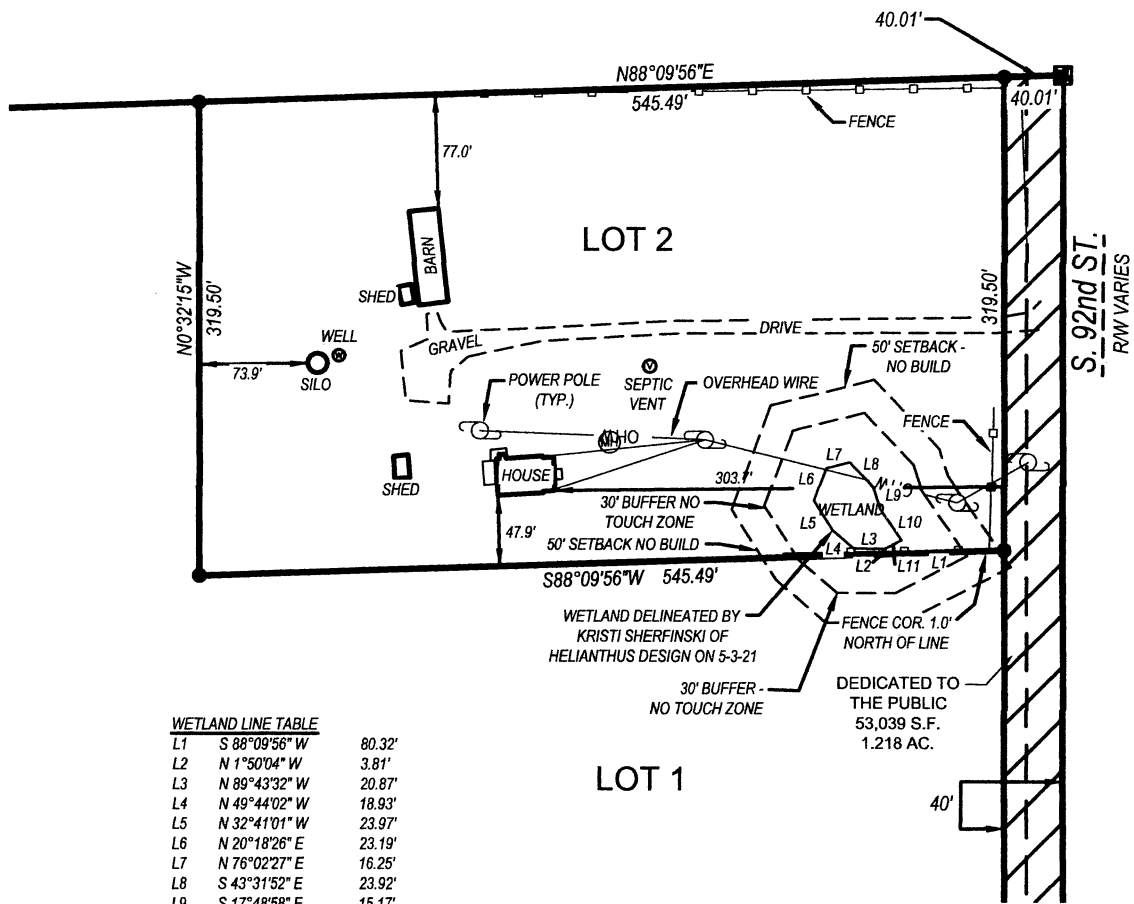 40.01'
N88°09'56"E
545.49'
40.01'
FENCE
77.0'
LOT 2
BARN
SHED
N0°32'15"W
319.50'
319.50'
S. 92nd ST.
R/W VARIES
WELL
SILO
73.9'
GRAVEL
DRIVE
50' SETBACK -
NO BUILD
POWER POLE
(TYP.)
SEPTIC
VENT
OVERHEAD WIRE
FENCE
SHED
HOUSE
303.7'
L7
L8
L6
L9
WETLAND
30' BUFFER NO
TOUCH ZONE
L5
L10
47.9'
50' SETBACK NO BUILD
L4
L3
L2
L11
L1
S88°09'56"W 545.49'
WETLAND DELINEATED BY
KRISTI SHERFINSKI OF
HELIANTHUS DESIGN ON 5-3-21
FENCE COR. 1.0'
NORTH OF LINE
30' BUFFER -
NO TOUCH ZONE
DEDICATED TO
THE PUBLIC
53,039 S.F.
1.218 AC.
LOT 1
40'
WETLAND LINE TABLE
L1 S 88°09'56" W 80.32'
L2 N 1°50'04" W 3.81'
L3 N 89°43'32" W 20.87'
L4 N 49°44'02" W 18.93'
L5 N 32°41'01" W 23.97'
L6 N 20°18'26" E 23.19'
L7 N 76°02'27" E 16.25'
L8 S 43°31'52" E 23.92'
L9 S 17°48'58" E 15.17'